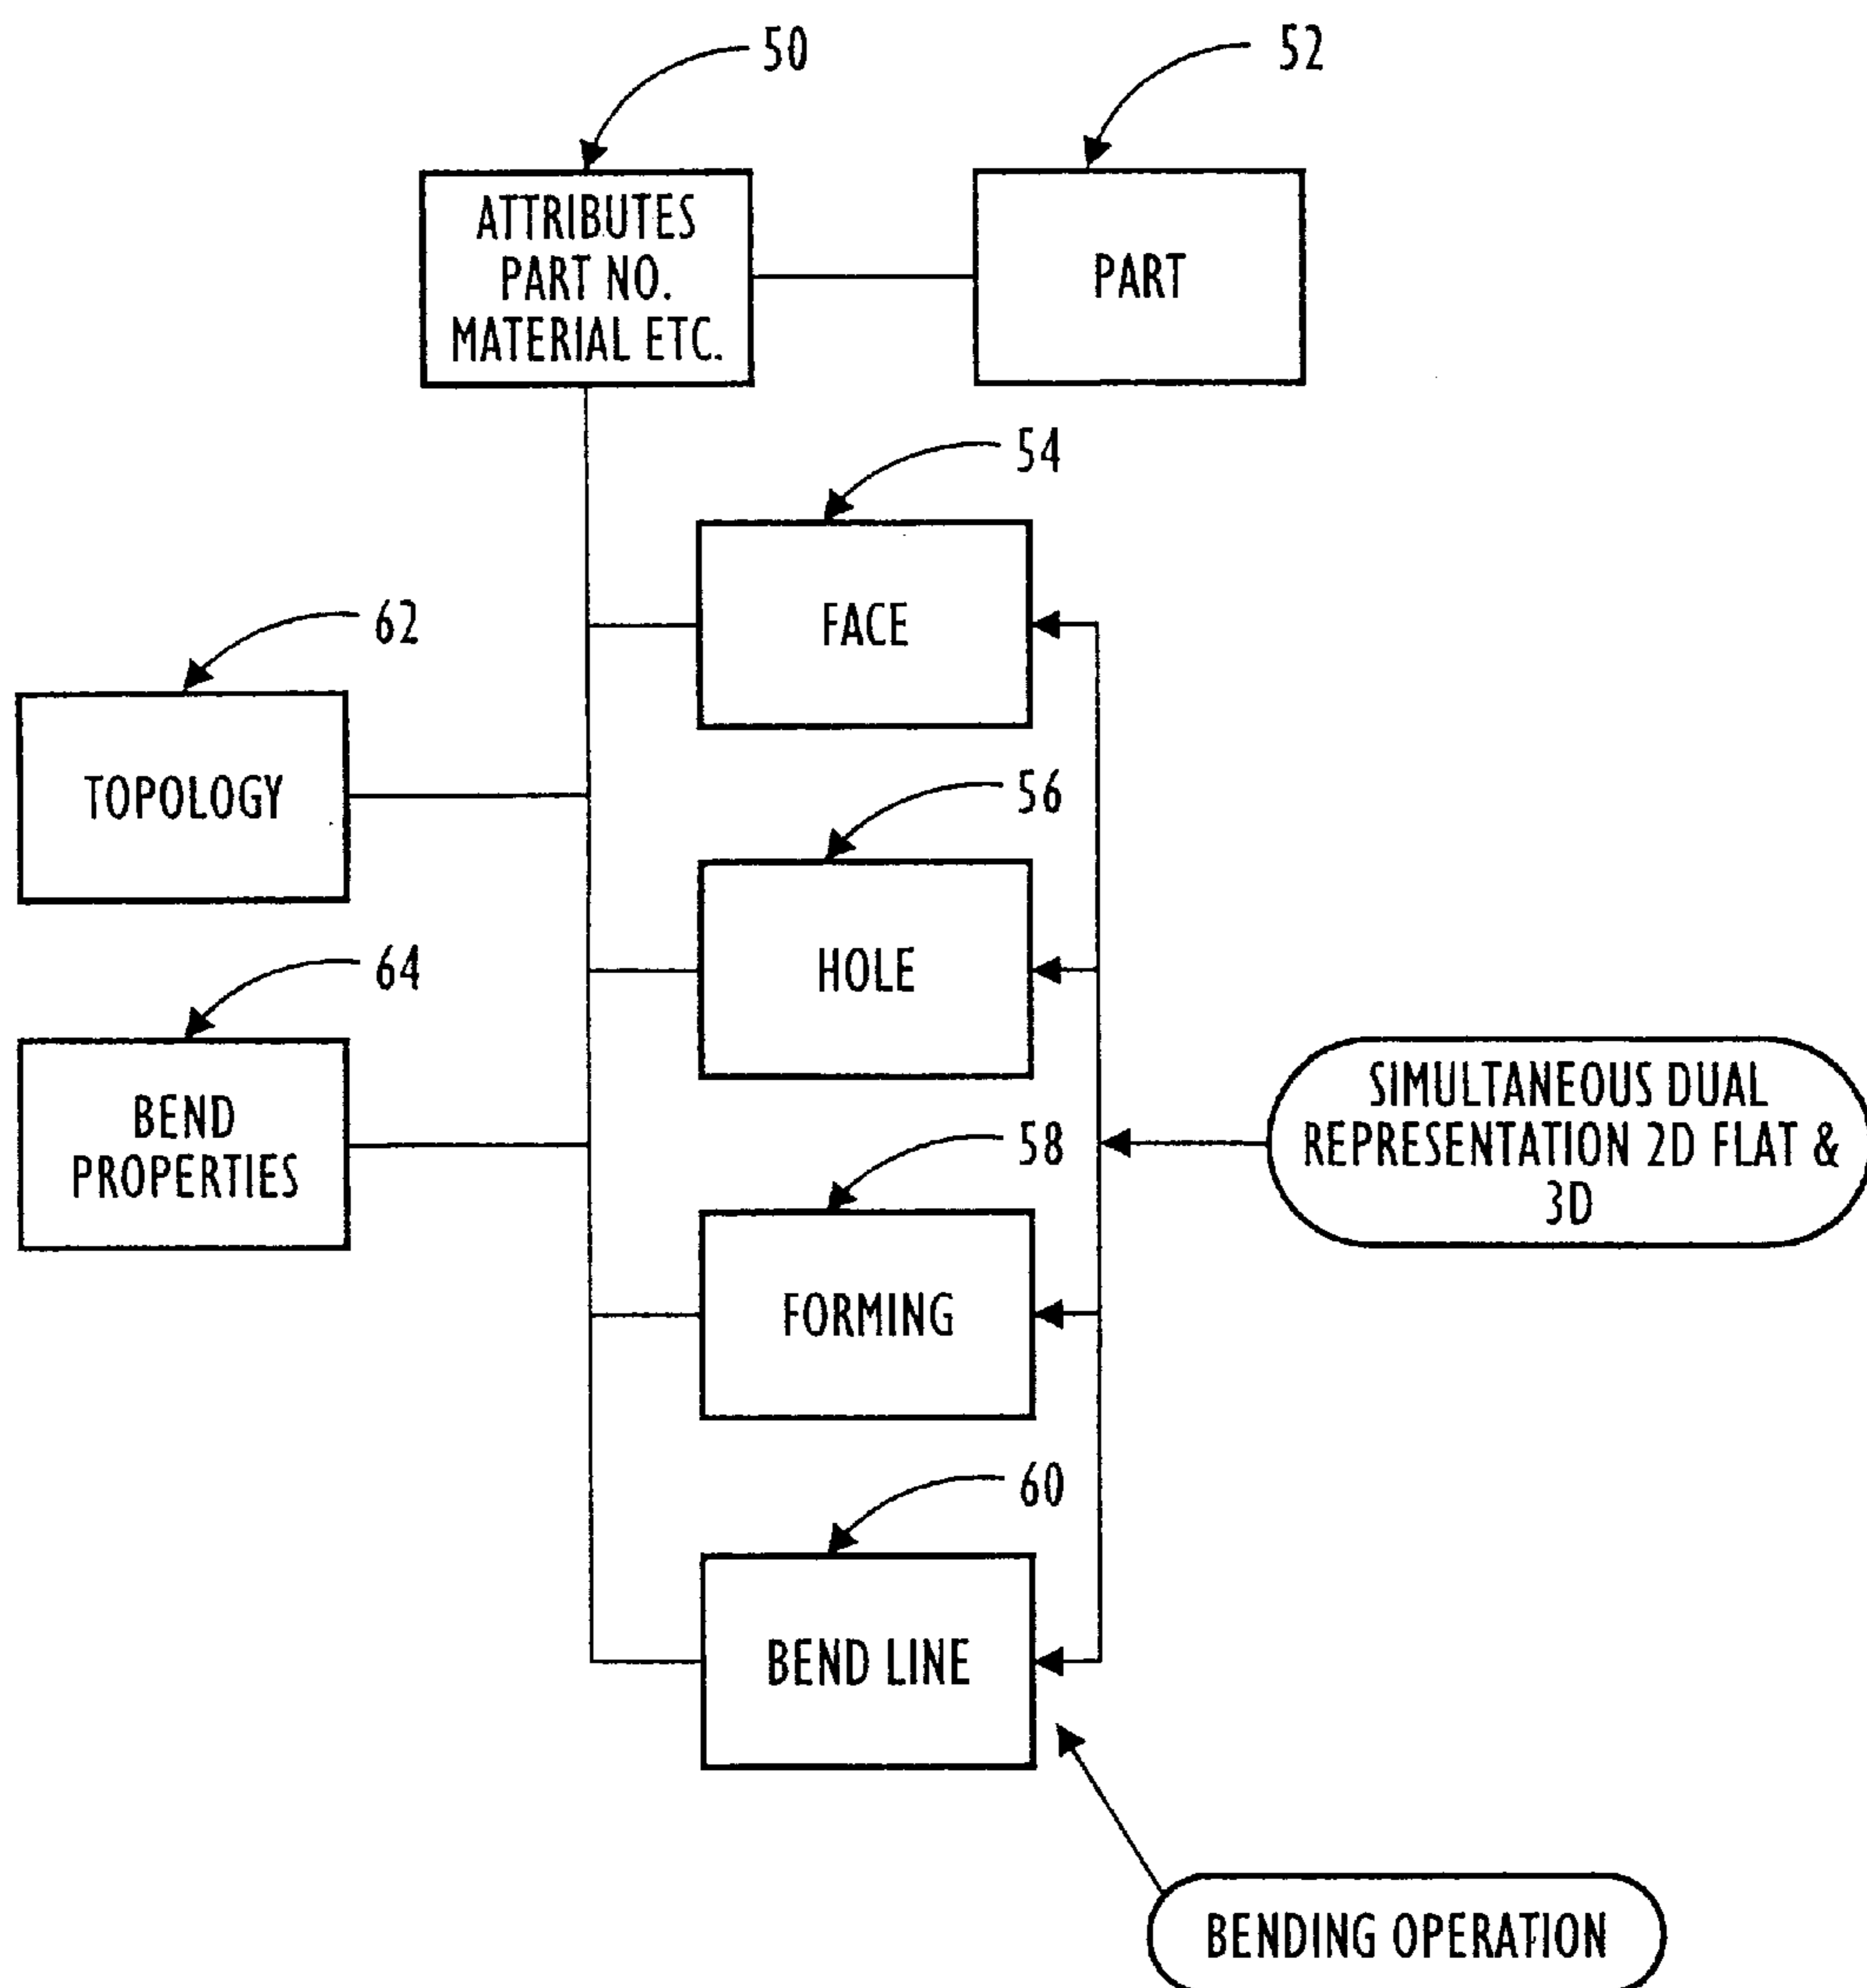 50
52
ATTRIBUTES
PART NO.
MATERIAL ETC.
PART
54
FACE
62
TOPOLOGY
56
HOLE
64
BEND
PROPERTIES
SIMULTANEOUS DUAL
REPRESENTATION 2D FLAT &
3D
58
FORMING
60
BEND LINE
BENDING OPERATION